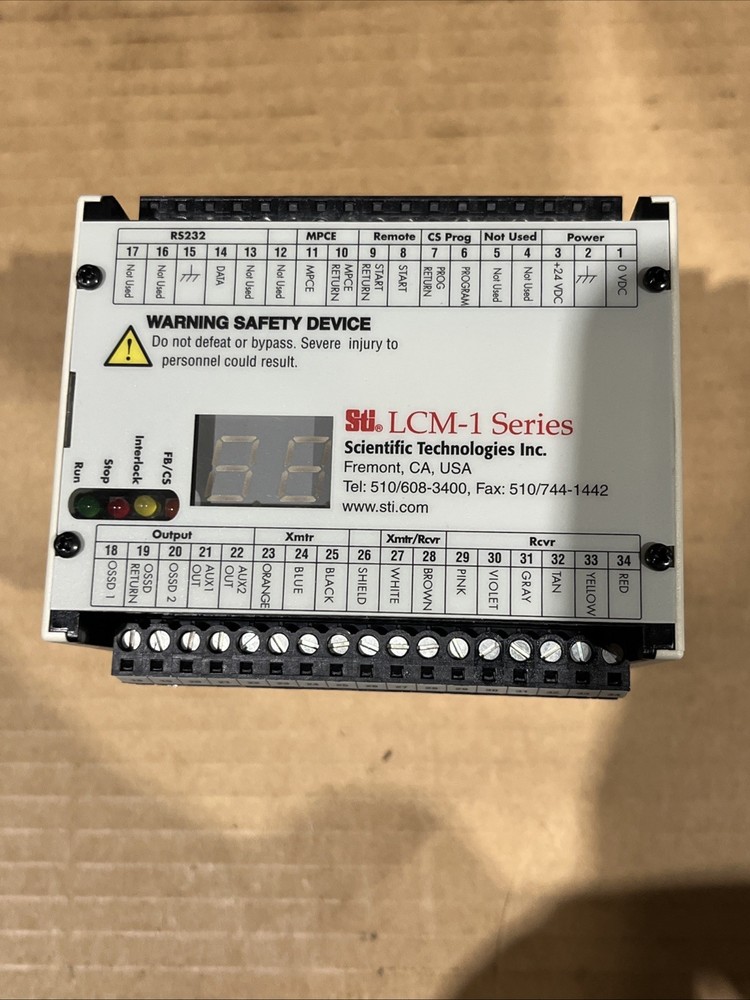 RS232 MPCE Remote CS Prog Not Used Power
17 16 15 14 13 12 11 10 9 8 7 6 5 4 3 2 1
Not Used Not Used DATA Not Used Not Used MPCE MPCE RETURN START RETURN START PROG RETURN PROGRAM Not Used Not Used +24 VDC 0 VDC
WARNING SAFETY DEVICE
Do not defeat or bypass. Severe injury to
personnel could result.
Sti® LCM-1 Series
Scientific Technologies Inc.
Fremont, CA, USA
Tel: 510/608-3400, Fax: 510/744-1442
www.sti.com
Run Stop Interlock FB/CS
Output Xmtr Xmtr/Rcvr Rcvr
18 19 20 21 22 23 24 25 26 27 28 29 30 31 32 33 34
OSSD 1 OSSD RETURN OSSD 2 AUX1 OUT AUX2 OUT ORANGE BLUE BLACK SHIELD WHITE BROWN PINK VIOLET GRAY TAN YELLOW RED